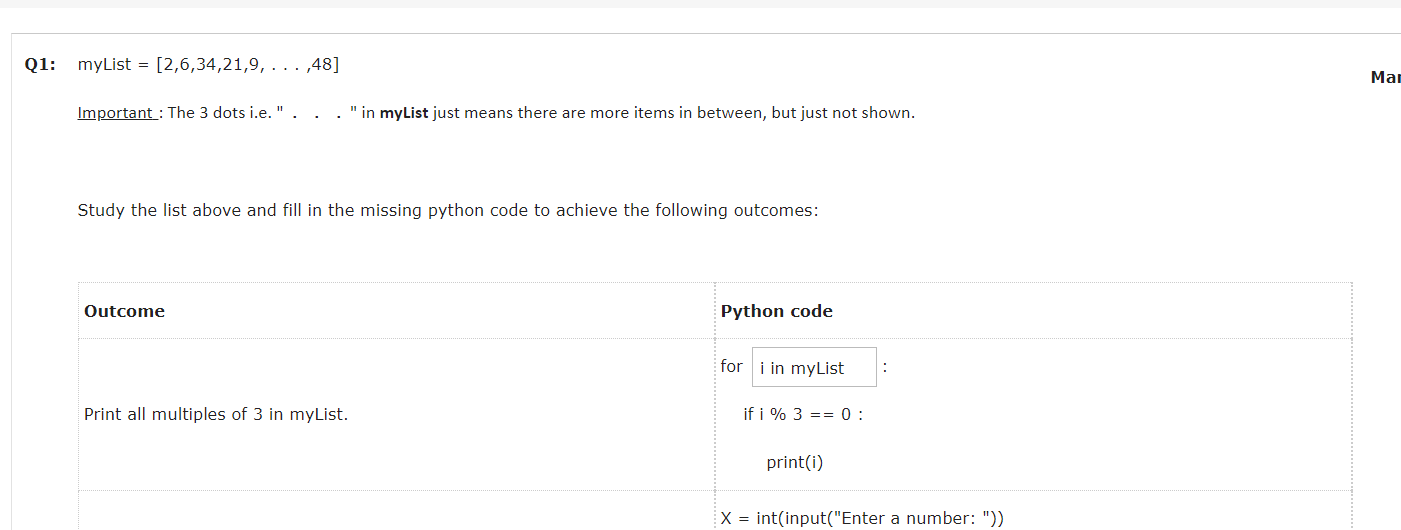 Q1: myList = [2,6,34,21,9, . . . ,48]
Mar
Important : The 3 dots i.e. " . . . " in myList just means there are more items in between, but just not shown.
Study the list above and fill in the missing python code to achieve the following outcomes:
Outcome
Python code
for i in myList :
Print all multiples of 3 in myList.
if i % 3 == 0 :
print(i)
X = int(input("Enter a number: "))